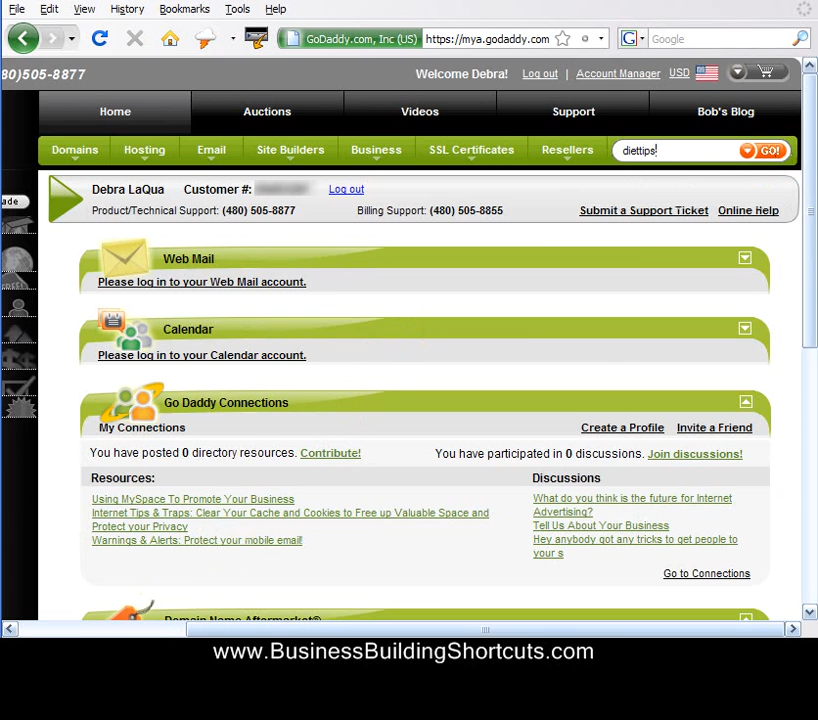 File Edit View History Bookmarks Tools Help
GoDaddy.com, Inc (US) https://mya.godaddy.com Google
80)505-8877 Welcome Debra! Log out | Account Manager USD
Home Auctions Videos Support Bob's Blog
Domains Hosting Email Site Builders Business SSL Certificates Resellers diettips GO!
Debra LaQua Customer #: Log out
ade
Product/Technical Support: (480) 505-8877 Billing Support: (480) 505-8855 Submit a Support Ticket Online Help
Web Mail
Please log in to your Web Mail account.
Calendar
Please log in to your Calendar account.
Go Daddy Connections
My Connections Create a Profile Invite a Friend
You have posted 0 directory resources. Contribute! You have participated in 0 discussions. Join discussions!
Resources: Discussions
Using MySpace To Promote Your Business
Internet Tips & Traps: Clear Your Cache and Cookies to Free up Valuable Space and
Protect your Privacy
Warnings & Alerts: Protect your mobile email!
What do you think is the future for Internet
Advertising?
Tell Us About Your Business
Hey anybody got any tricks to get people to
your s
Go to Connections
Domain Name Aftermarket®
www.BusinessBuildingShortcuts.com